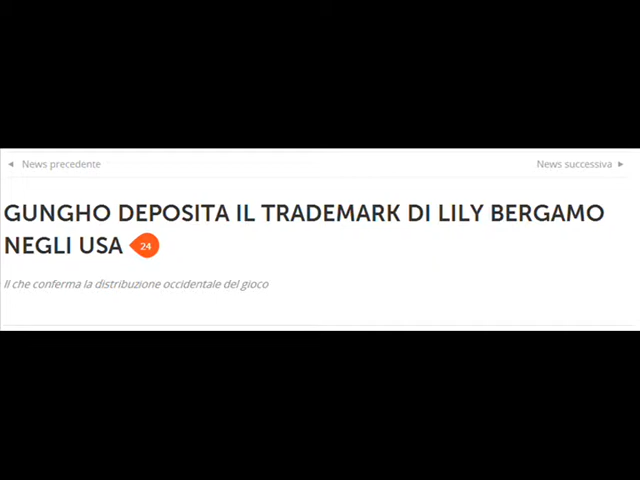 News precedente
News successiva
GUNGHO DEPOSITA IL TRADEMARK DI LILY BERGAMO
NEGLI USA 24
Il che conferma la distribuzione occidentale del gioco